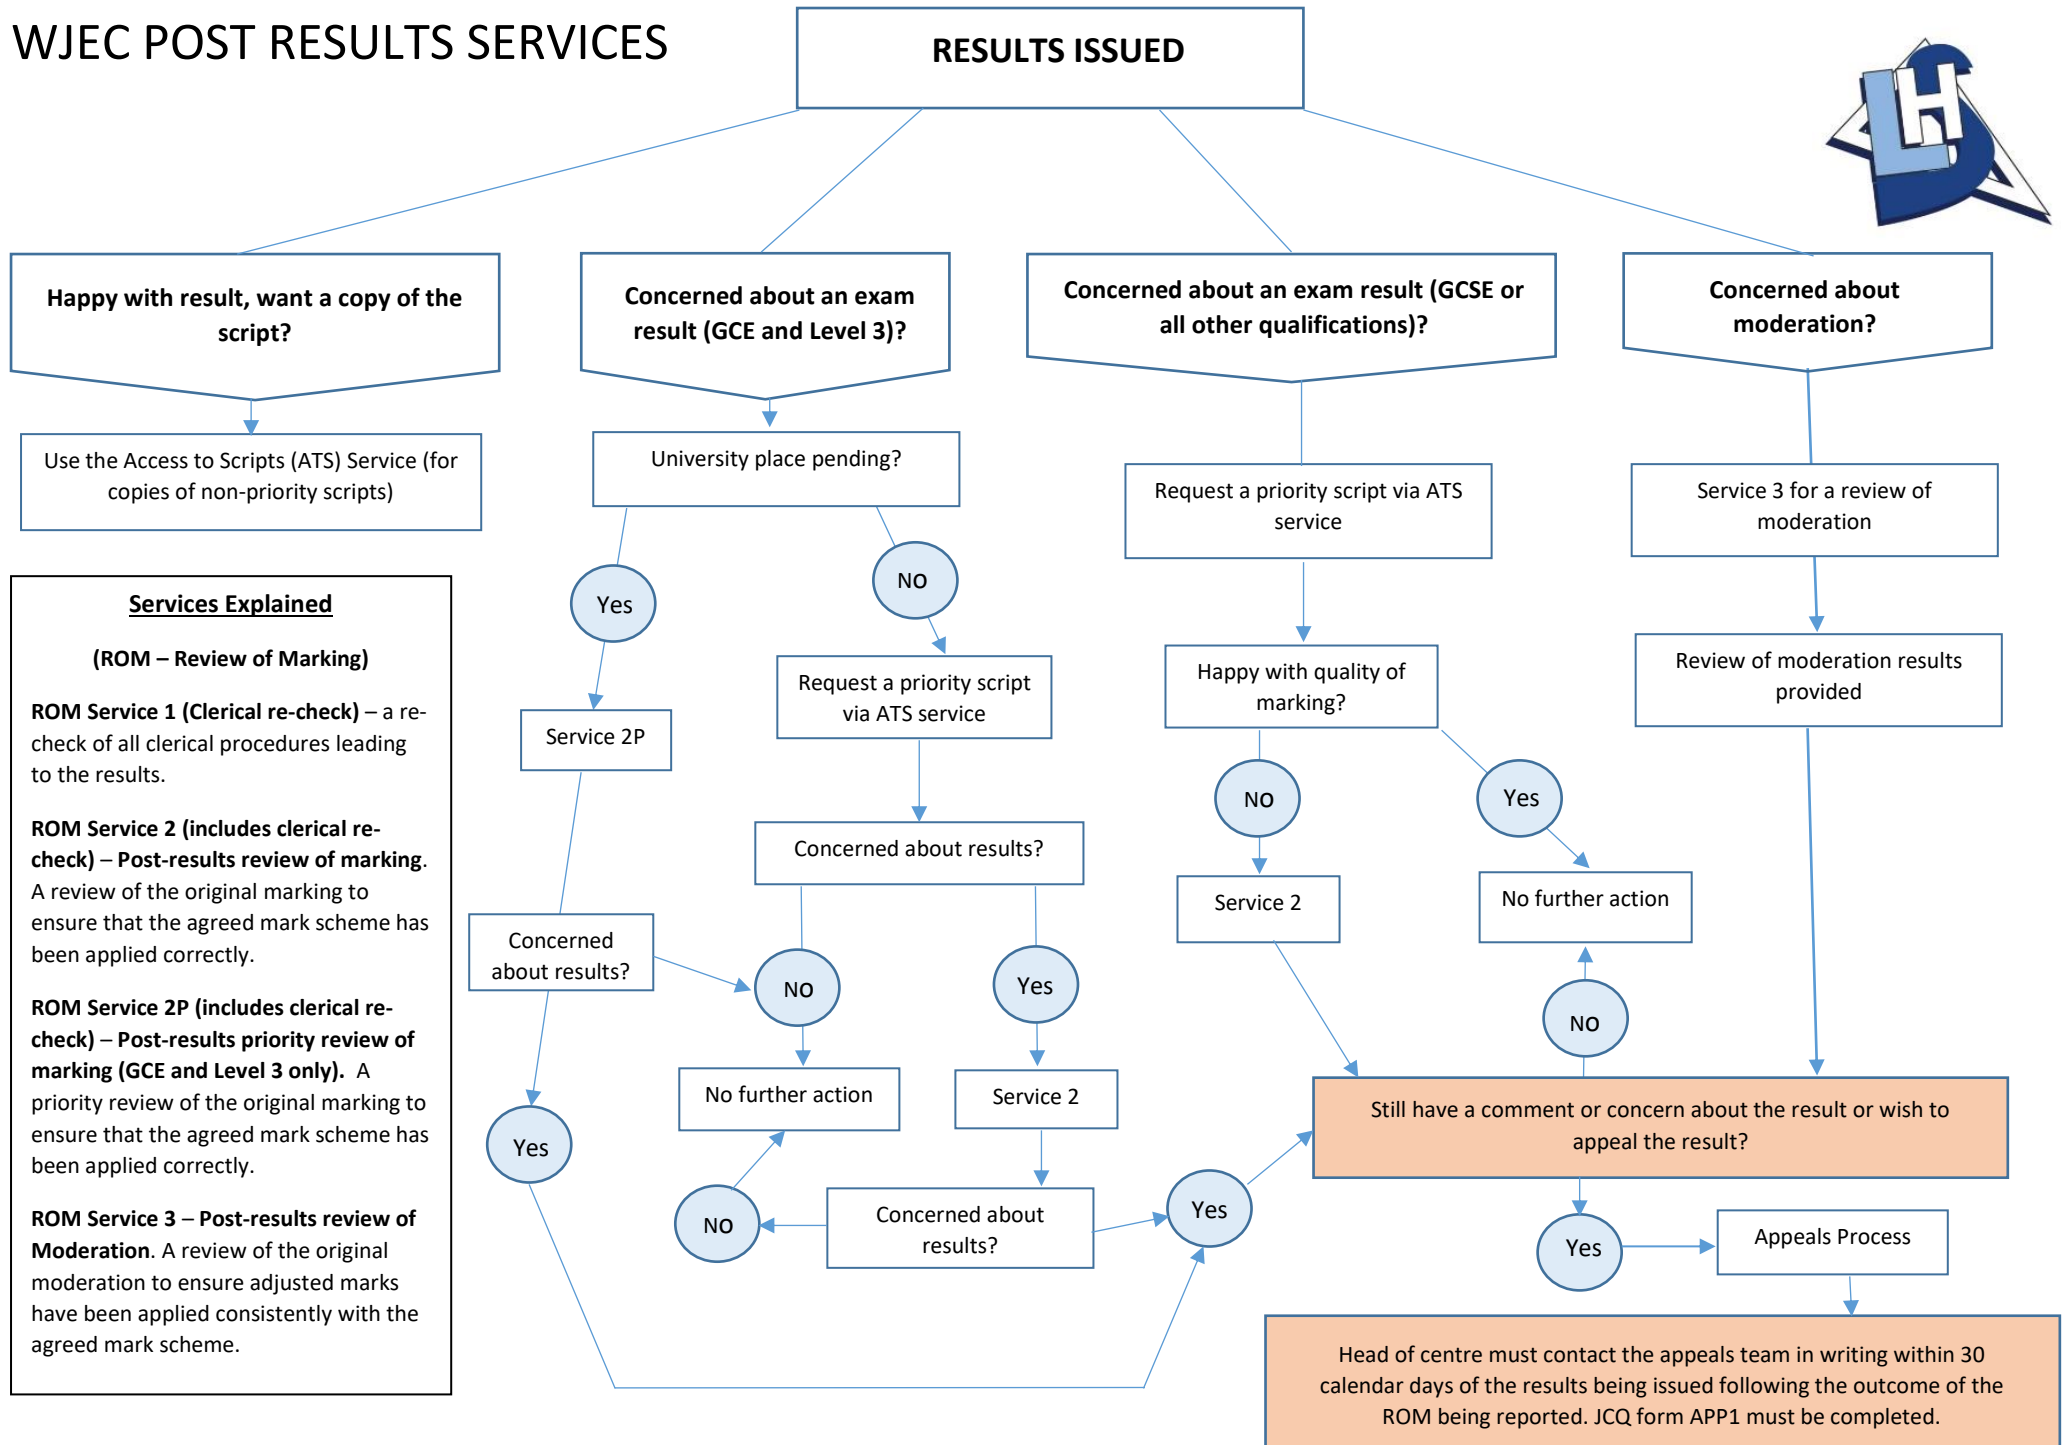 WJEC POST RESULTS SERVICES
RESULTS ISSUED
LHS
Happy with result, want a copy of the
script?
Concerned about an exam
result (GCE and Level 3)?
Concerned about an exam result (GCSE or
all other qualifications)?
Concerned about
moderation?
Use the Access to Scripts (ATS) Service (for
copies of non-priority scripts)
University place pending?
Request a priority script via ATS
service
Service 3 for a review of
moderation
Yes
NO
Request a priority script
via ATS service
Happy with quality of
marking?
Review of moderation results
provided
Service 2P
NO
Yes
Concerned about results?
Service 2
No further action
Concerned
about results?
NO
Yes
NO
No further action
Service 2
Still have a comment or concern about the result or wish to
appeal the result?
Yes
NO
Concerned about
results?
Yes
Yes
Appeals Process
Head of centre must contact the appeals team in writing within 30
calendar days of the results being issued following the outcome of the
ROM being reported. JCQ form APP1 must be completed.
Services Explained
(ROM – Review of Marking)
ROM Service 1 (Clerical re-check) – a re-
check of all clerical procedures leading
to the results.
ROM Service 2 (includes clerical re-
check) – Post-results review of marking.
A review of the original marking to
ensure that the agreed mark scheme has
been applied correctly.
ROM Service 2P (includes clerical re-
check) – Post-results priority review of
marking (GCE and Level 3 only). A
priority review of the original marking to
ensure that the agreed mark scheme has
been applied correctly.
ROM Service 3 – Post-results review of
Moderation. A review of the original
moderation to ensure adjusted marks
have been applied consistently with the
agreed mark scheme.